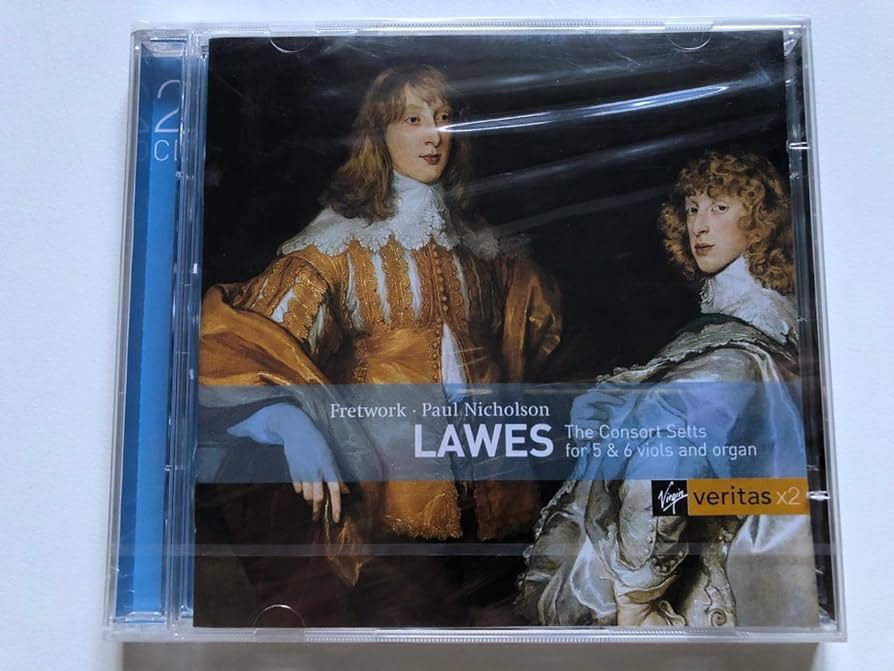 2
CD
Fretwork · Paul Nicholson
LAWES
The Consort Setts
for 5 & 6 viols and organ
Virgin
veritas x2